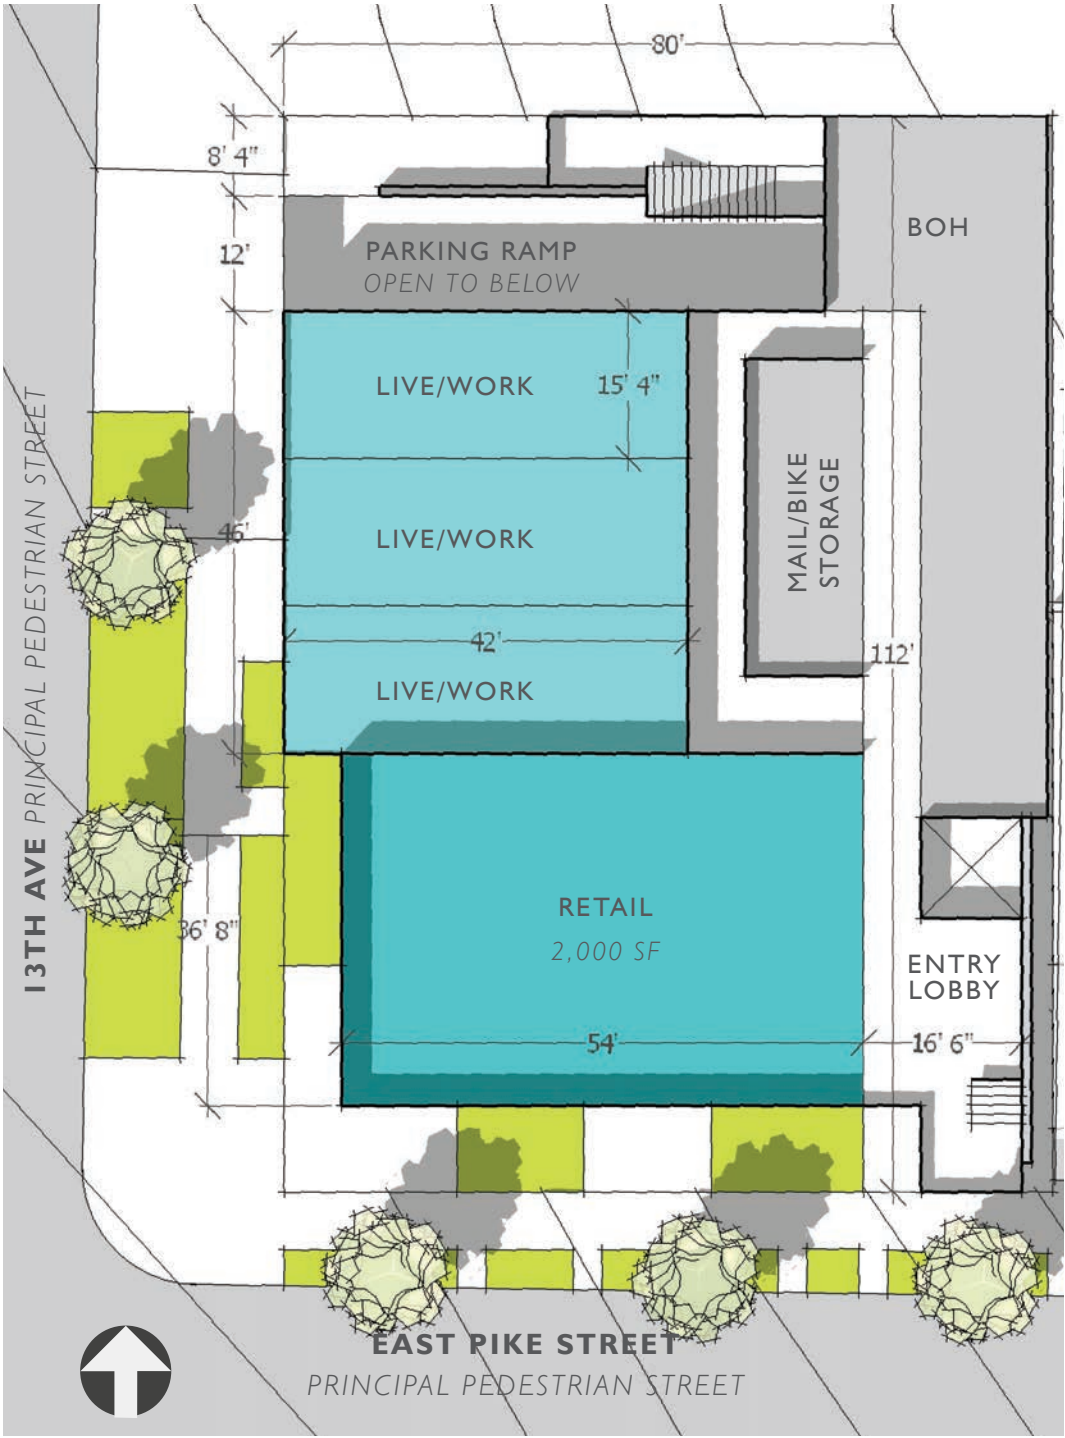 80'
8' 4"
BOH
12'
PARKING RAMP
OPEN TO BELOW
LIVE/WORK
15' 4"
MAIL/BIKE
STORAGE
46'
LIVE/WORK
42'
112'
LIVE/WORK
13TH AVE PRINCIPAL PEDESTRIAN STREET
RETAIL
2,000 SF
36' 8"
ENTRY
LOBBY
54'
16' 6"
EAST PIKE STREET
PRINCIPAL PEDESTRIAN STREET